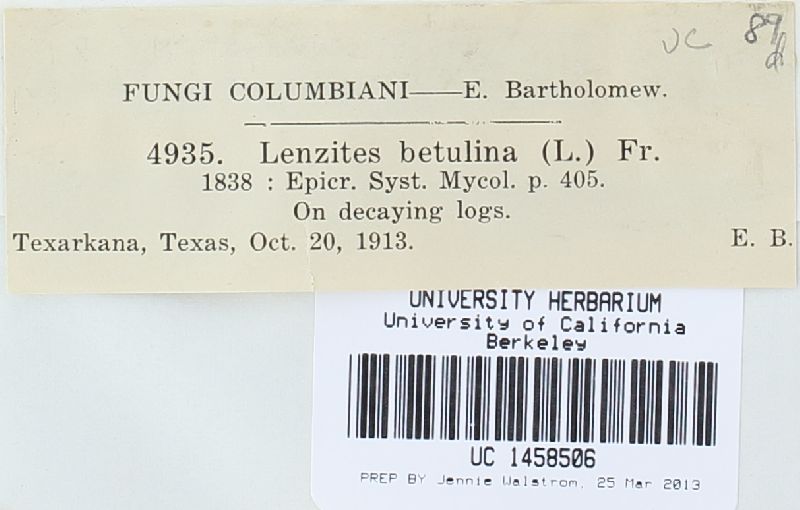 UC 89
FUNGI COLUMBIANI——E. Bartholomew.
4935. Lenzites betulina (L.) Fr.
1838 : Epicr. Syst. Mycol. p. 405.
On decaying logs.
Texarkana, Texas, Oct. 20, 1913. E. B.
UNIVERSITY HERBARIUM
University of California
Berkeley
UC 1458506
PREP BY Jennie Walstrom, 25 Mar 2013